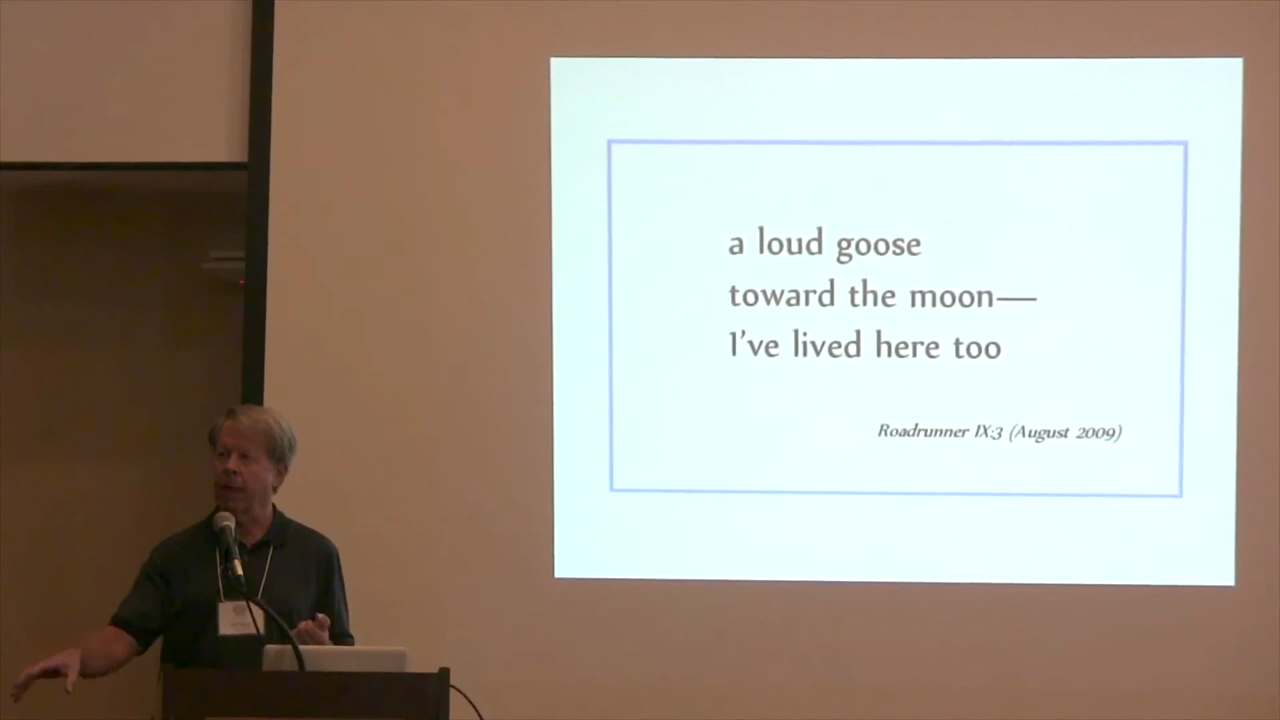 a loud goose
toward the moon—
I've lived here too
Roadrunner IX:3 (August 2009)